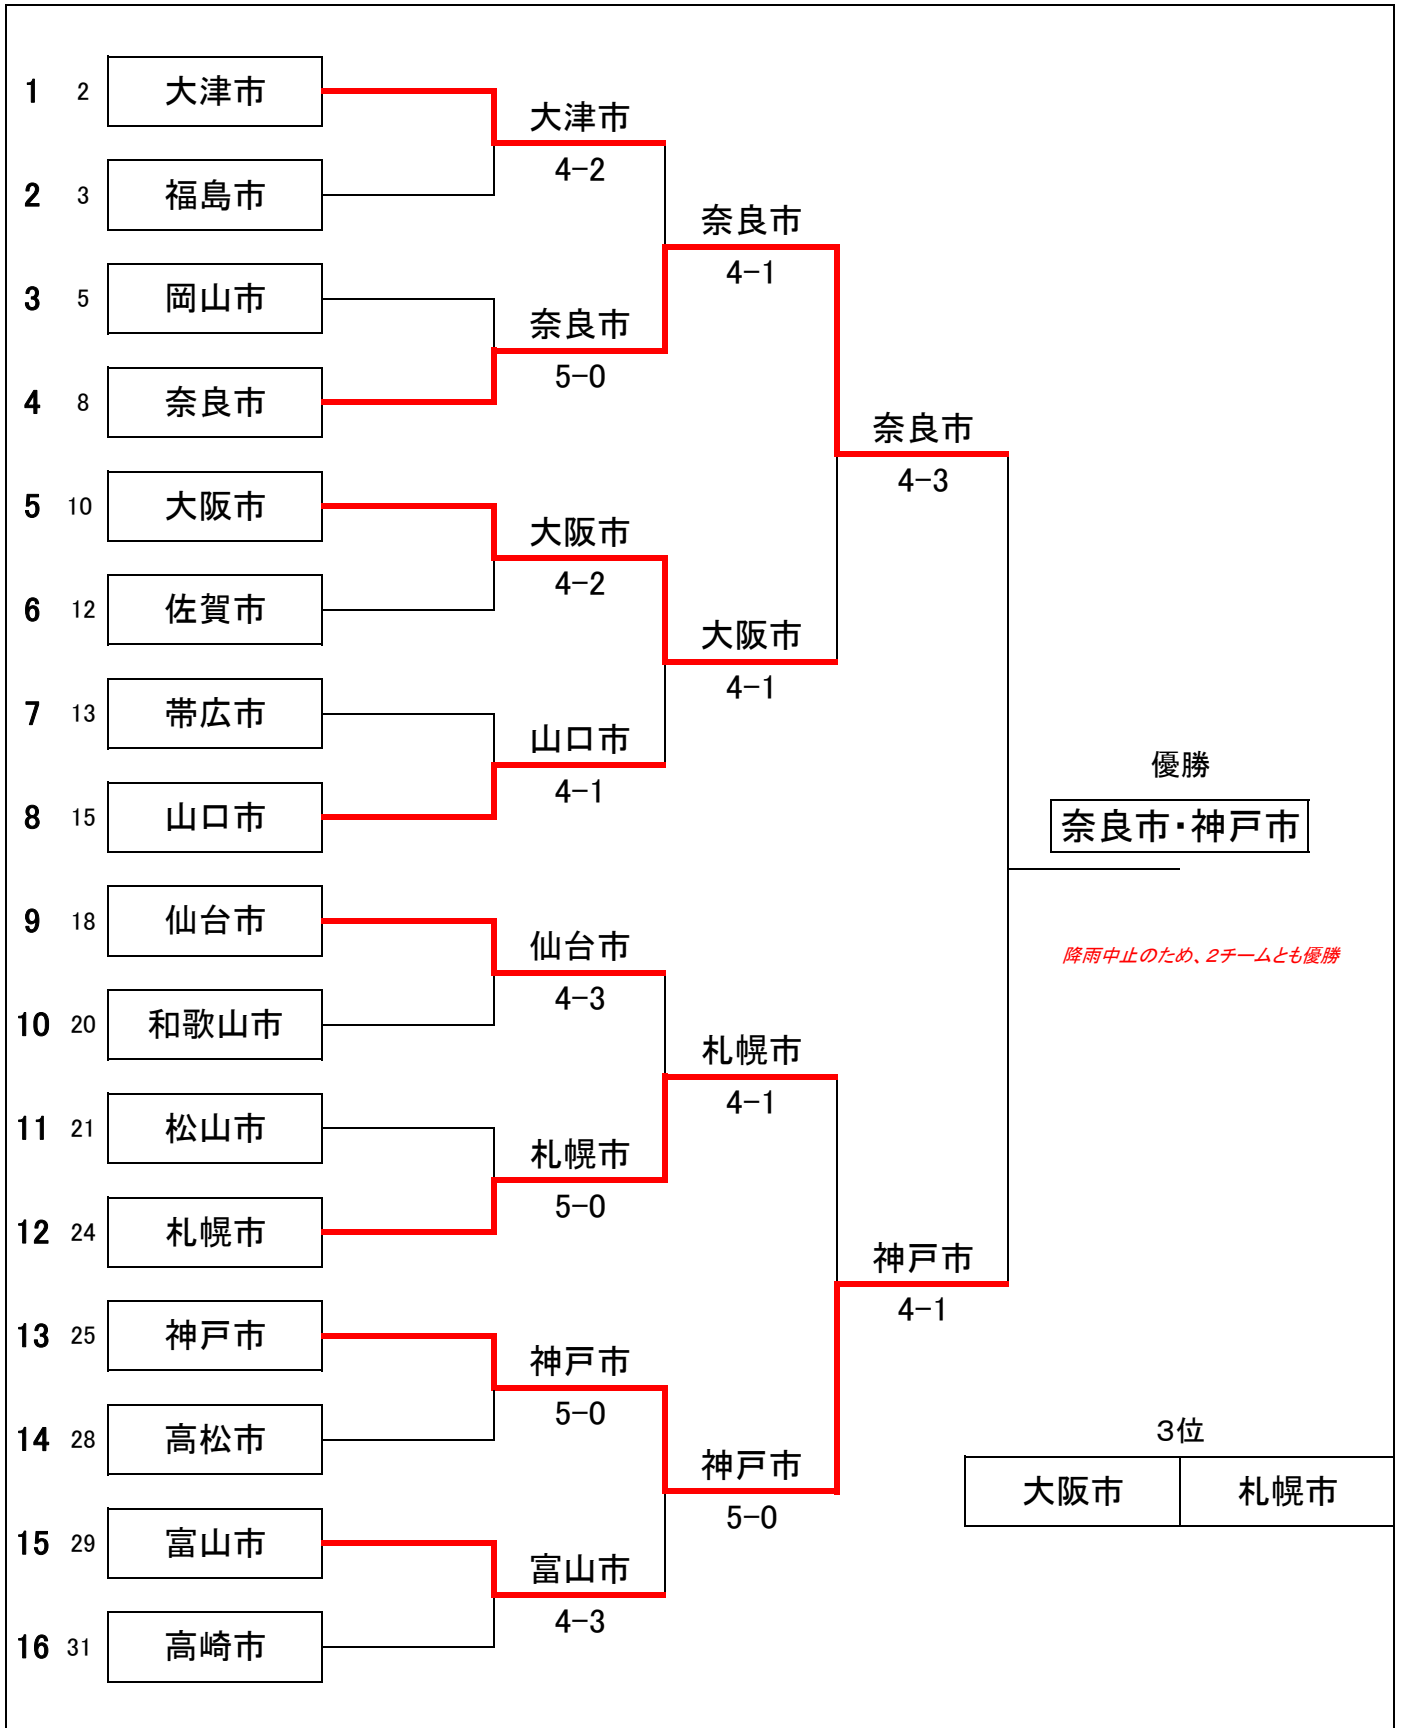 1 2 大津市
大津市
4-2
2 3 福島市
奈良市
4-1
3 5 岡山市
奈良市
5-0
4 8 奈良市
奈良市
4-3
5 10 大阪市
大阪市
4-2
6 12 佐賀市
大阪市
4-1
7 13 帯広市
山口市
4-1
8 15 山口市
優勝
奈良市・神戸市
9 18 仙台市
仙台市
4-3
降雨中止のため、2チームとも優勝
10 20 和歌山市
札幌市
4-1
11 21 松山市
札幌市
5-0
12 24 札幌市
神戸市
4-1
13 25 神戸市
神戸市
5-0
14 28 高松市
神戸市
5-0
3位
大阪市 札幌市
15 29 富山市
富山市
4-3
16 31 高崎市